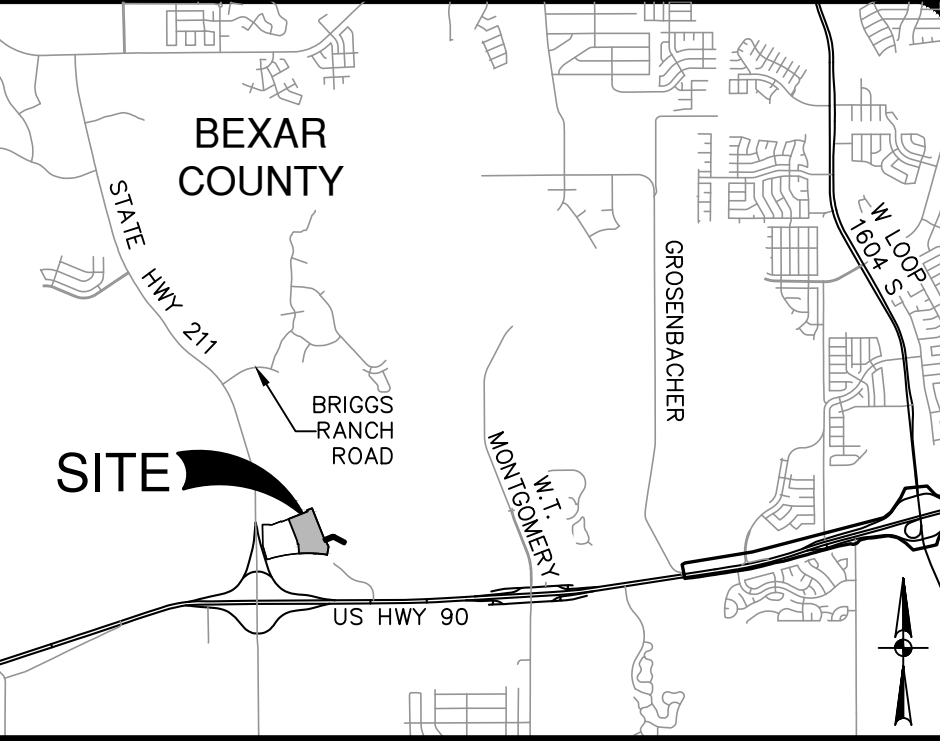 BEXAR
COUNTY
STATE HWY 211
W LOOP
1604 S
GROSENBACHER
BRIGGS
RANCH
ROAD
SITE
W.T.
MONTGOMERY
US HWY 90